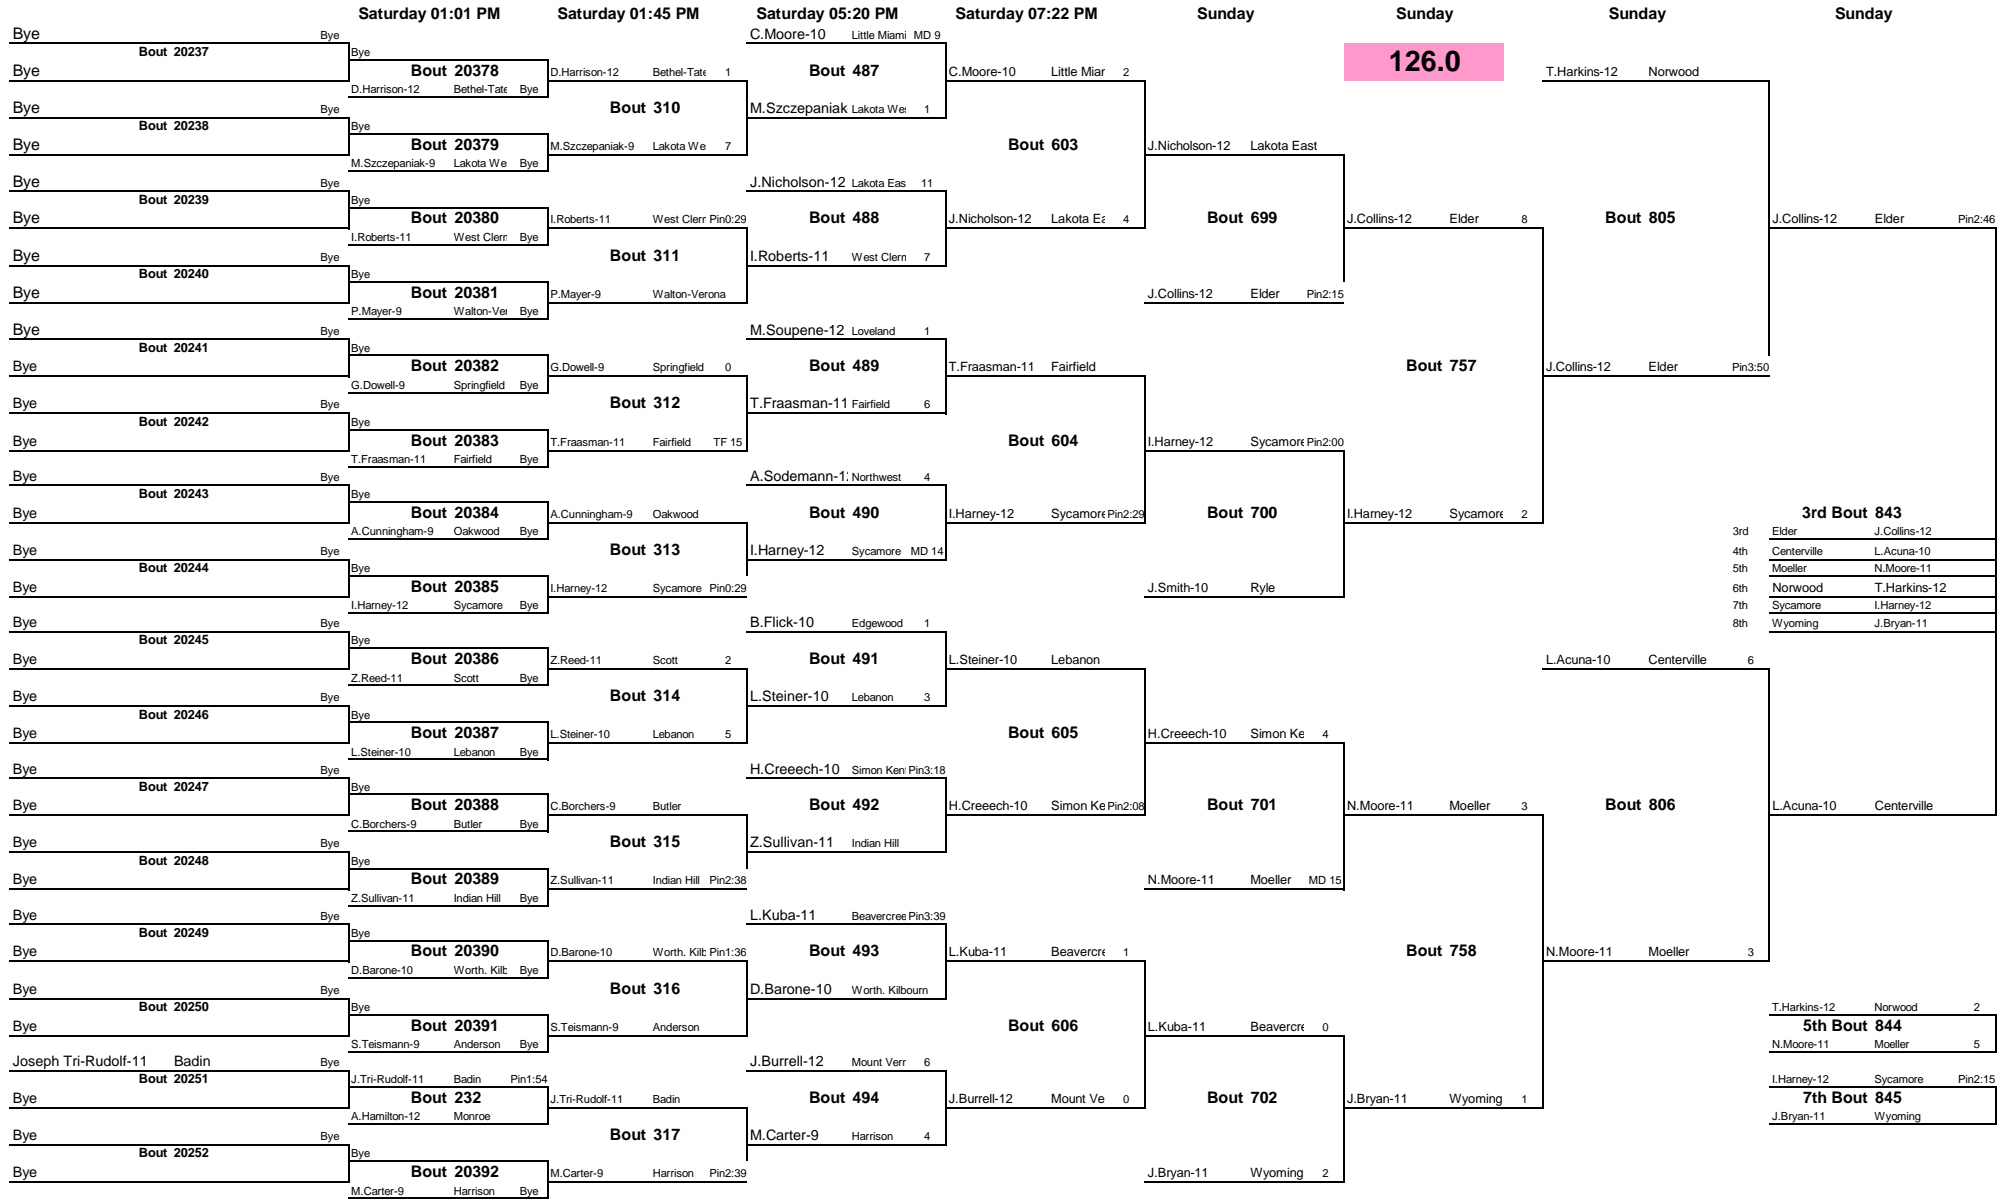 Saturday 01:01 PM Saturday 01:45 PM Saturday 05:20 PM Saturday 07:22 PM Sunday Sunday Sunday Sunday
126.0
Bye Bye
Bout 20237
Bye
Bye Bye
Bout 20238
Bye
Bye Bye
Bout 20239
Bye
Bye Bye
Bout 20240
Bye
Bye Bye
Bout 20241
Bye
Bye Bye
Bout 20242
Bye
Bye Bye
Bout 20243
Bye
Bye Bye
Bout 20244
Bye
Bye Bye
Bout 20245
Bye
Bye Bye
Bout 20246
Bye
Bye Bye
Bout 20247
Bye
Bye Bye
Bout 20248
Bye
Bye Bye
Bout 20249
Bye
Bye Bye
Bout 20250
Bye
Joseph Tri-Rudolf-11 Badin Bye
Bout 20251
Bye
Bye Bye
Bout 20252
Bye
Bye
Bout 20378
D.Harrison-12 Bethel-Tate Bye
Bye
Bout 20379
M.Szczepaniak-9 Lakota We Bye
Bye
Bout 20380
I.Roberts-11 West Clerm Bye
Bye
Bout 20381
P.Mayer-9 Walton-Ver Bye
Bye
Bout 20382
G.Dowell-9 Springfield Bye
Bye
Bout 20383
T.Fraasman-11 Fairfield Bye
Bye
Bout 20384
A.Cunningham-9 Oakwood Bye
Bye
Bout 20385
I.Harney-12 Sycamore Bye
Bye
Bout 20386
Z.Reed-11 Scott Bye
Bye
Bout 20387
L.Steiner-10 Lebanon Bye
Bye
Bout 20388
C.Borchers-9 Butler Bye
Bye
Bout 20389
Z.Sullivan-11 Indian Hill Bye
Bye
Bout 20390
D.Barone-10 Worth. Kilb Bye
Bye
Bout 20391
S.Teismann-9 Anderson Bye
J.Tri-Rudolf-11 Badin Pin1:54
Bout 232
A.Hamilton-12 Monroe
Bye
Bout 20392
M.Carter-9 Harrison Bye
D.Harrison-12 Bethel-Tate 1
Bout 310
M.Szczepaniak-9 Lakota We 7
I.Roberts-11 West Clerr Pin0:29
Bout 311
P.Mayer-9 Walton-Verona
G.Dowell-9 Springfield 0
Bout 312
T.Fraasman-11 Fairfield TF 15
A.Cunningham-9 Oakwood
Bout 313
I.Harney-12 Sycamore Pin0:29
Z.Reed-11 Scott 2
Bout 314
L.Steiner-10 Lebanon 5
C.Borchers-9 Butler
Bout 315
Z.Sullivan-11 Indian Hill Pin2:38
D.Barone-10 Worth. Kilb Pin1:36
Bout 316
S.Teismann-9 Anderson
J.Tri-Rudolf-11 Badin
Bout 317
M.Carter-9 Harrison Pin2:39
C.Moore-10 Little Miami MD 9
Bout 487
M.Szczepaniak Lakota Wes 1
J.Nicholson-12 Lakota Eas 11
Bout 488
I.Roberts-11 West Clern 7
M.Soupene-12 Loveland 1
Bout 489
T.Fraasman-11 Fairfield 6
A.Sodemann-1 Northwest 4
Bout 490
I.Harney-12 Sycamore MD 14
B.Flick-10 Edgewood 1
Bout 491
L.Steiner-10 Lebanon 3
H.Creeech-10 Simon Ken Pin3:18
Bout 492
Z.Sullivan-11 Indian Hill
L.Kuba-11 Beavercree Pin3:39
Bout 493
D.Barone-10 Worth. Kilbourn
J.Burrell-12 Mount Verr 6
Bout 494
M.Carter-9 Harrison 4
C.Moore-10 Little Miar 2
Bout 603
J.Nicholson-12 Lakota Ea 4
T.Fraasman-11 Fairfield
Bout 604
I.Harney-12 Sycamore Pin2:29
L.Steiner-10 Lebanon
Bout 605
H.Creeech-10 Simon Ke Pin2:08
L.Kuba-11 Beavercre 1
Bout 606
J.Burrell-12 Mount Ve 0
J.Nicholson-12 Lakota East
Bout 699
J.Collins-12 Elder Pin2:15
I.Harney-12 Sycamore Pin2:00
Bout 700
J.Smith-10 Ryle
H.Creeech-10 Simon Ke 4
Bout 701
N.Moore-11 Moeller MD 15
L.Kuba-11 Beavercre 0
Bout 702
J.Bryan-11 Wyoming 2
J.Collins-12 Elder 8
Bout 757
I.Harney-12 Sycamore 2
N.Moore-11 Moeller 3
Bout 758
J.Bryan-11 Wyoming 1
T.Harkins-12 Norwood
Bout 805
J.Collins-12 Elder Pin3:50
L.Acuna-10 Centerville 6
Bout 806
N.Moore-11 Moeller 3
J.Collins-12 Elder Pin2:46
3rd Bout 843
3rd Elder J.Collins-12
4th Centerville L.Acuna-10
5th Moeller N.Moore-11
6th Norwood T.Harkins-12
7th Sycamore I.Harney-12
8th Wyoming J.Bryan-11
L.Acuna-10 Centerville
T.Harkins-12 Norwood 2
5th Bout 844
N.Moore-11 Moeller 5
I.Harney-12 Sycamore Pin2:15
7th Bout 845
J.Bryan-11 Wyoming